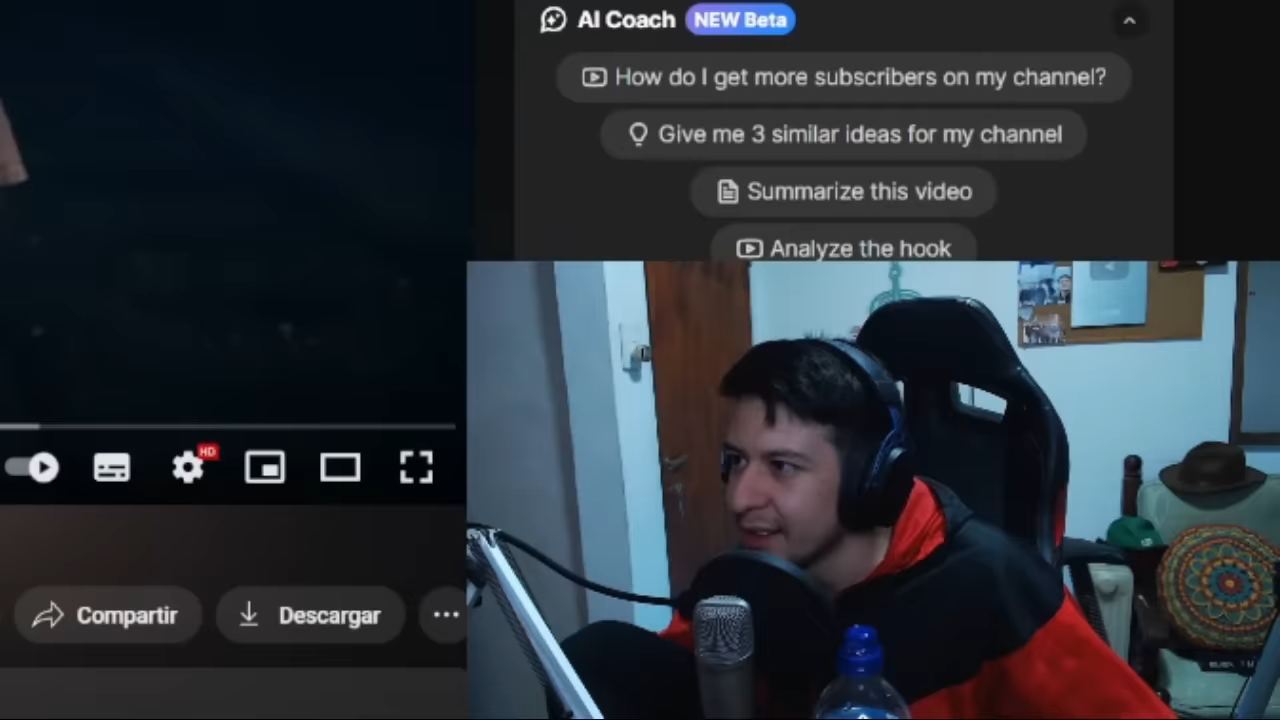 AI Coach NEW Beta
How do I get more subscribers on my channel?
Give me 3 similar ideas for my channel
Summarize this video
Analyze the hook
HD
Compartir
Descargar